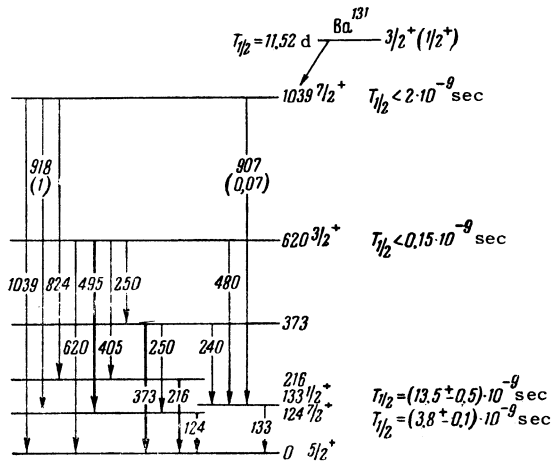 Ba131
T1/2=11,52 d 3/2+(1/2+)
1039 7/2+ T1/2<2·10-9 sec
918 907
(1) (0,07)
620 3/2+ T1/2<0,15·10-9 sec
1039 824 495 250 480
373
620 405 250 240
216
373 216 133 1/2+ T1/2=(13.5±0,5)·10-9 sec
124 7/2+ T1/2=(3,8±0,1)·10-9 sec
124 133
0 5/2+